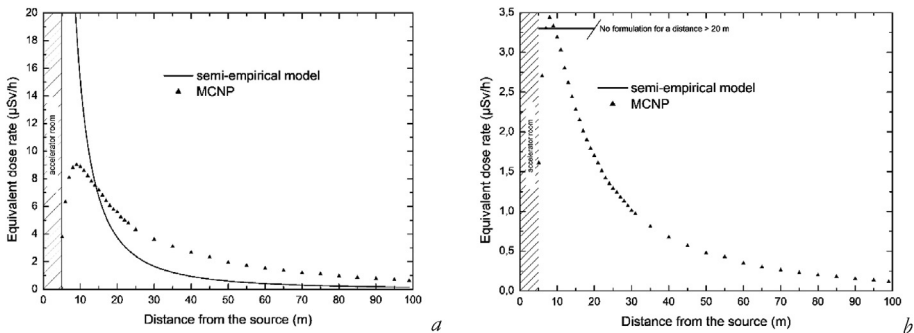 20
18
16
14
12
10
8
6
4
2
0
Equivalent dose rate (µSv/h)
accelerator room
semi-empirical model
MCNP
0 10 20 30 40 50 60 70 80 90 100
Distance from the source (m)
a
3,5
3,0
2,5
2,0
1,5
1,0
0,5
0,0
Equivalent dose rate (µSv/h)
accelerator room
No formulation for a distance > 20 m
semi-empirical model
MCNP
0 10 20 30 40 50 60 70 80 90 100
Distance from the source (m)
b